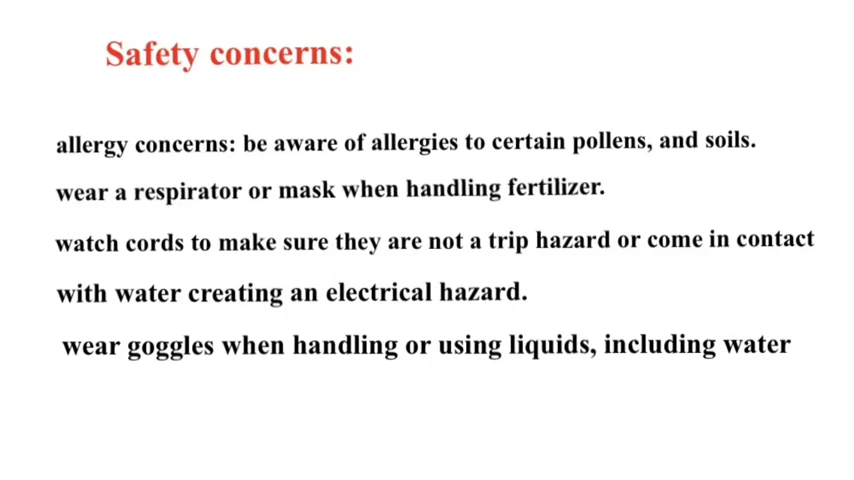 Safety concerns:
allergy concerns: be aware of allergies to certain pollens, and soils.
wear a respirator or mask when handling fertilizer.
watch cords to make sure they are not a trip hazard or come in contact
with water creating an electrical hazard.
wear goggles when handling or using liquids, including water